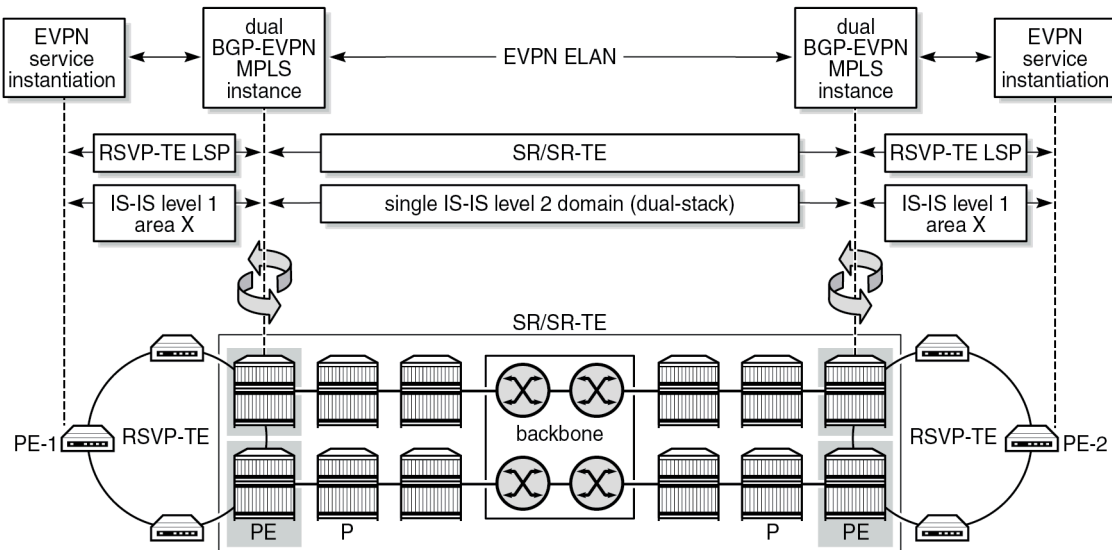 EVPN
service
instantiation
dual
BGP-EVPN
MPLS
instance
EVPN ELAN
dual
BGP-EVPN
MPLS
instance
EVPN
service
instantiation
RSVP-TE LSP
SR/SR-TE
RSVP-TE LSP
IS-IS level 1
area X
single IS-IS level 2 domain (dual-stack)
IS-IS level 1
area X
SR/SR-TE
PE-1
RSVP-TE
backbone
RSVP-TE
PE-2
PE
P
P
PE